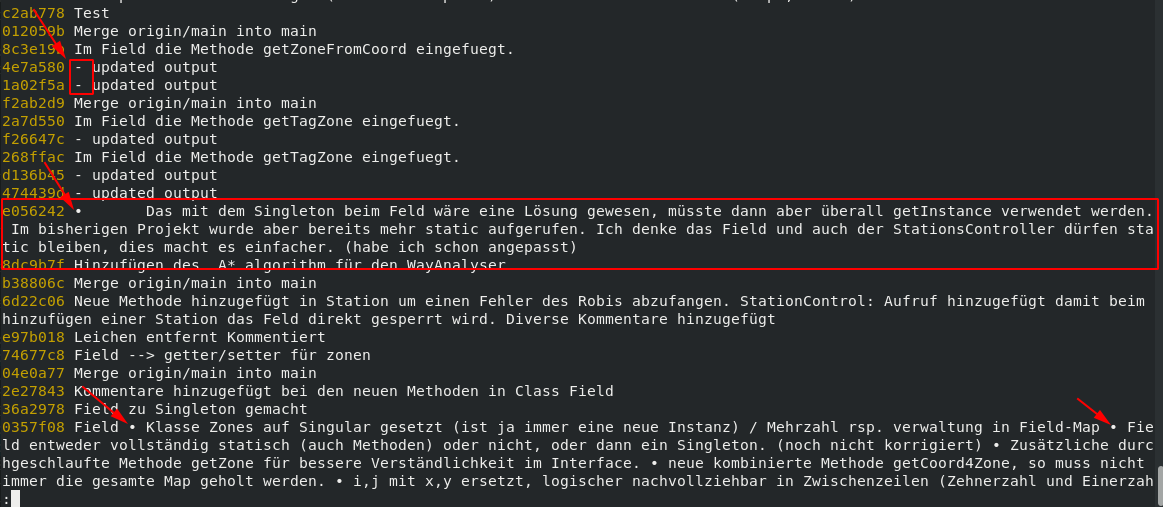 c2ab778 Test
012059b Merge origin/main into main
8c3e19b Im Field die Methode getZoneFromCoord eingefuegt.
4e7a580 - updated output
1a02f5a - updated output
f2ab2d9 Merge origin/main into main
2a7d550 Im Field die Methode getTagZone eingefuegt.
f26647c - updated output
268ffac Im Field die Methode getTagZone eingefuegt.
d136b45 - updated output
474439d - updated output
e056242 •       Das mit dem Singleton beim Feld wäre eine Lösung gewesen, müsste dann aber überall getInstance verwendet werden.
Im bisherigen Projekt wurde aber bereits mehr static aufgerufen. Ich denke das Field und auch der StationsController dürfen sta
tic bleiben, dies macht es einfacher. (habe ich schon angepasst)
8dc9b7f Hinzufügen des  A* algorithm für den WayAnalyser
b38806c Merge origin/main into main
6d22c06 Neue Methode hinzugefügt in Station um einen Fehler des Robis abzufangen. StationControl: Aufruf hinzugefügt damit beim
hinzufügen einer Station das Feld direkt gesperrt wird. Diverse Kommentare hinzugefügt
e97b018 Leichen entfernt Kommentiert
74677c8 Field --> getter/setter für zonen
04e0a77 Merge origin/main into main
2e27843 Kommentare hinzugefügt bei den neuen Methoden in Class Field
36a2978 Field zu Singleton gemacht
0357f08 Field • Klasse Zones auf Singular gesetzt (ist ja immer eine neue Instanz) / Mehrzahl rsp. verwaltung in Field-Map • Fie
ld entweder vollständig statisch (auch Methoden) oder nicht, oder dann ein Singleton. (noch nicht korrigiert) • Zusätzliche durc
hgeschlaufte Methode getZone für bessere Verständlichkeit im Interface. • neue kombinierte Methode getCoord4Zone, so muss nicht
immer die gesamte Map geholt werden. • i,j mit x,y ersetzt, logischer nachvollziehbar in Zwischenzeilen (Zehnerzahl und Einerzah
: